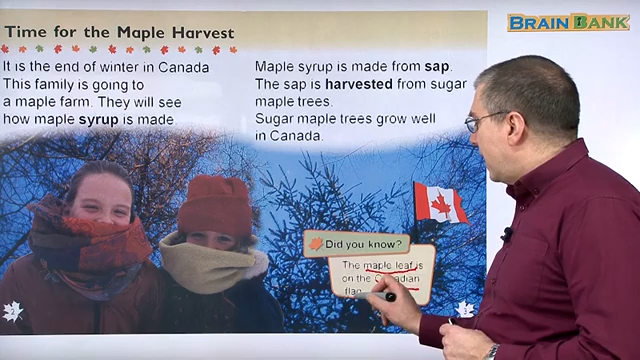 BRAIN BANK
Time for the Maple Harvest
It is the end of winter in Canada
This family is going to
a maple farm. They will see
how maple syrup is made.
Maple syrup is made from sap.
The sap is harvested from sugar
maple trees.
Sugar maple trees grow well
in Canada.
Did you know?
The maple leaf is
on the Canadian
flag